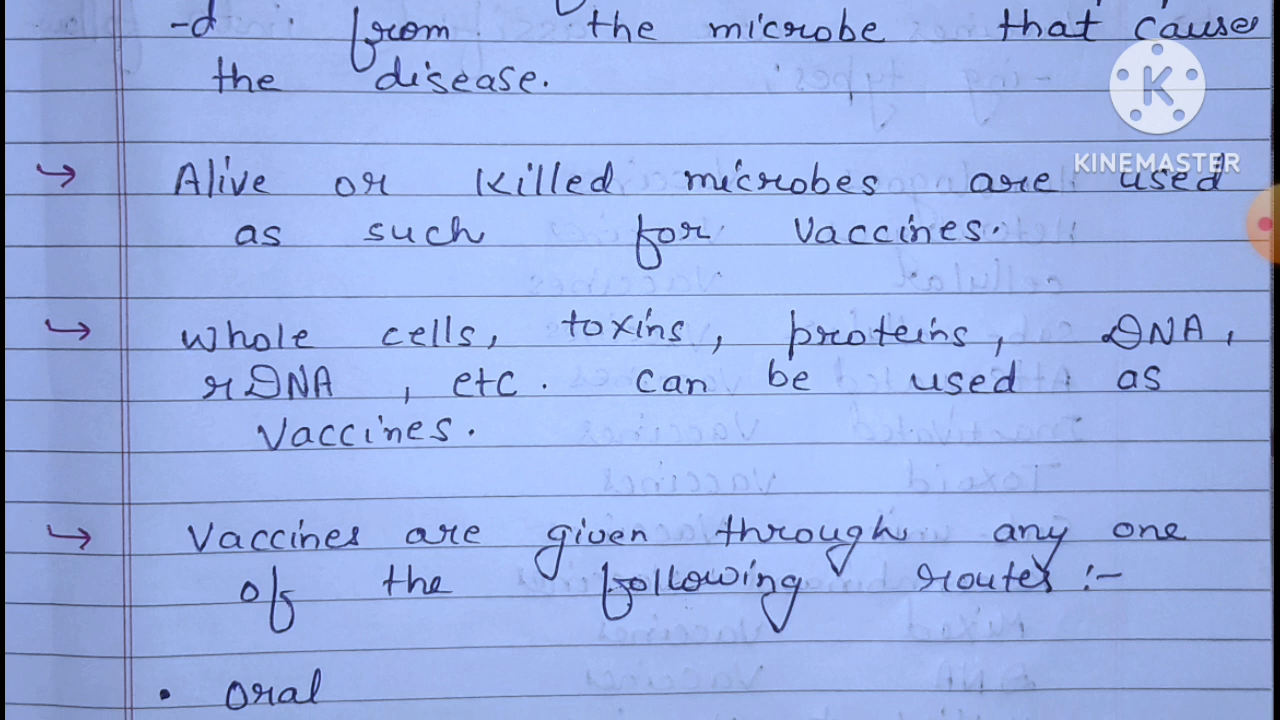 -d from the microbe that cause
the disease.
K
KINEMASTER
→ Alive or killed microbes are used
as such for Vaccines.
→ Whole cells, toxins, proteins, DNA,
rDNA, etc. can be used as
Vaccines.
→ Vaccines are given through any one
of the following routes :-
• Oral